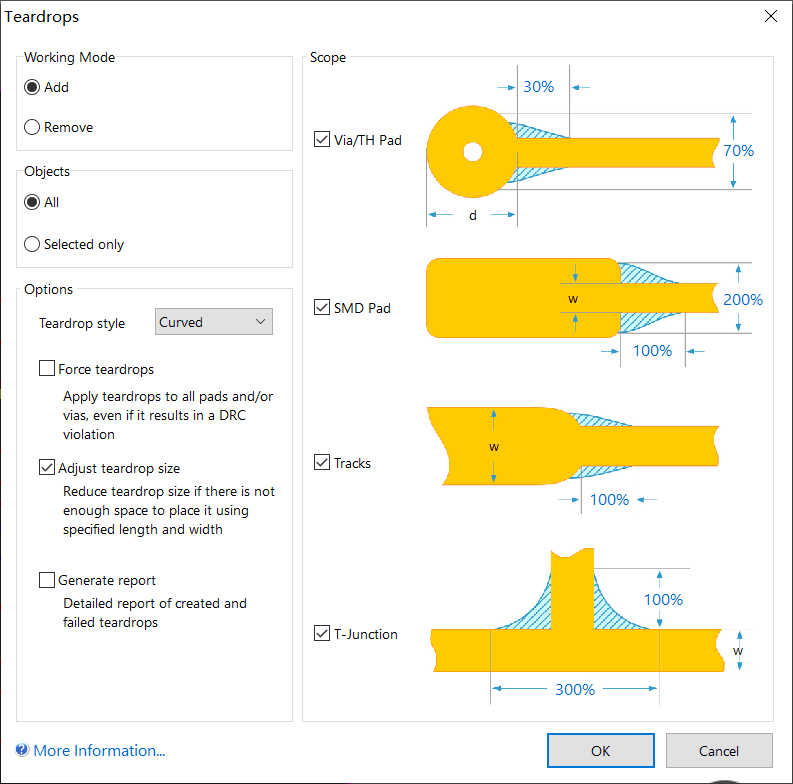 Teardrops
Working Mode
Add
Remove
Objects
All
Selected only
Options
Teardrop style
Curved
Force teardrops
Apply teardrops to all pads and/or
vias, even if it results in a DRC
violation
Adjust teardrop size
Reduce teardrop size if there is not
enough space to place it using
specified length and width
Generate report
Detailed report of created and
failed teardrops
Scope
Via/TH Pad
30%
70%
d
SMD Pad
w
200%
100%
Tracks
w
100%
T-Junction
100%
w
300%
? More Information...
OK
Cancel